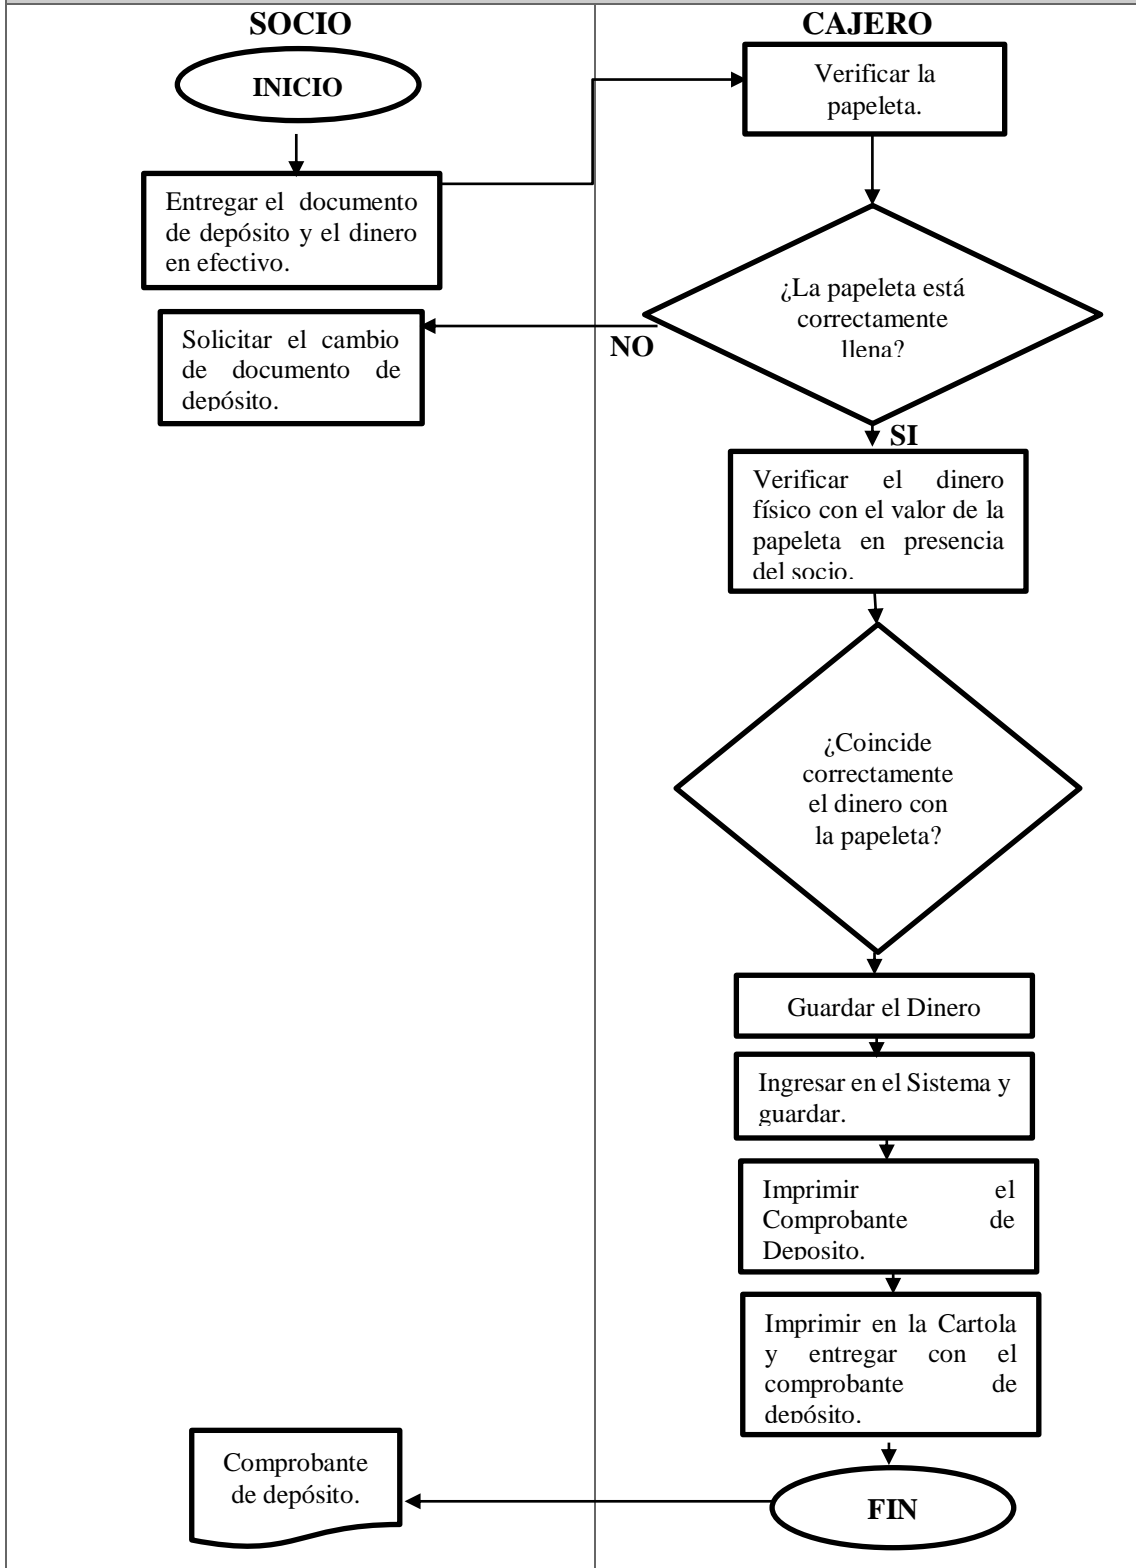 SOCIO
CAJERO
INICIO
Verificar la
papeleta.
Entregar el documento
de depósito y el dinero
en efectivo.
¿La papeleta está
correctamente
llena?
NO
Solicitar el cambio
de documento de
depósito.
SI
Verificar el dinero
físico con el valor de la
papeleta en presencia
del socio.
¿Coincide
correctamente
el dinero con
la papeleta?
Guardar el Dinero
Ingresar en el Sistema y
guardar.
Imprimir el
Comprobante de
Deposito.
Imprimir en la Cartola
y entregar con el
comprobante de
depósito.
Comprobante
de depósito.
FIN